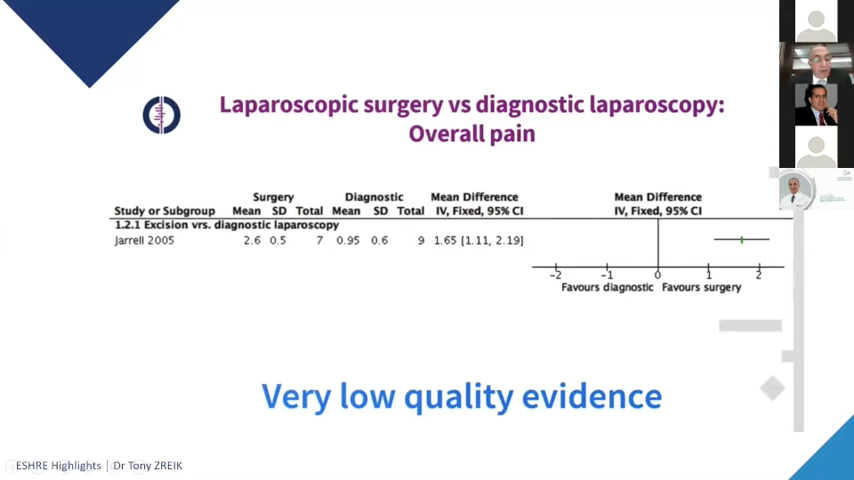 Laparoscopic surgery vs diagnostic laparoscopy:
Overall pain
Surgery Diagnostic Mean Difference Mean Difference
Study or Subgroup Mean SD Total Mean SD Total IV, Fixed, 95% CI IV, Fixed, 95% CI
1.2.1 Excision vrs. diagnostic laparoscopy
Jarrell 2005 2.6 0.5 7 0.95 0.6 9 1.65 [1.11, 2.19]
-2 -1 0 1 2
Favours diagnostic Favours surgery
Very low quality evidence
ESHRE Highlights | Dr Tony ZREIK